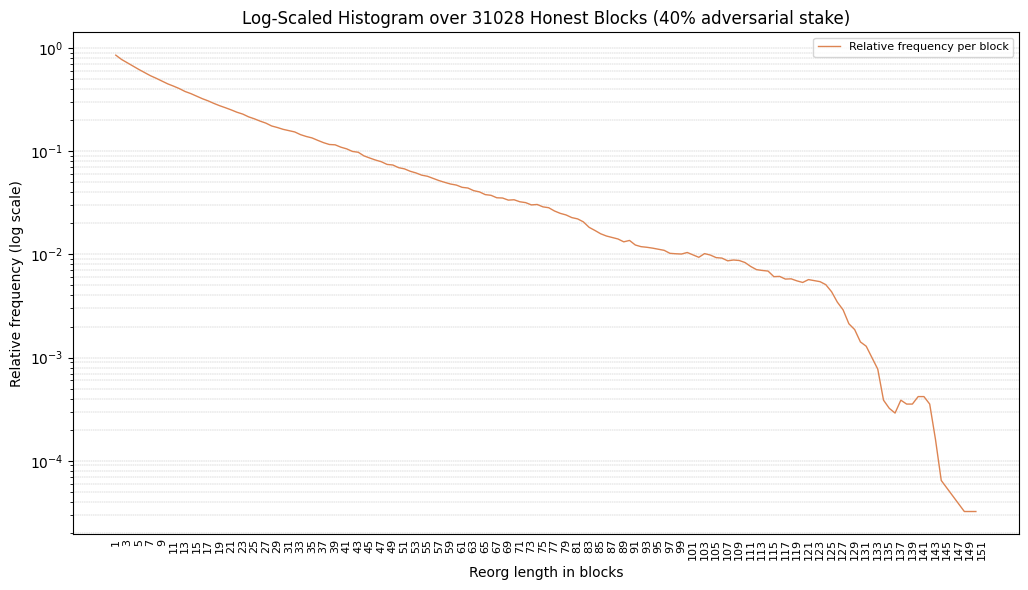 Log-Scaled Histogram over 31028 Honest Blocks (40% adversarial stake)
Relative frequency per block
Relative frequency (log scale)
10⁰
10⁻¹
10⁻²
10⁻³
10⁻⁴
1 3 5 7 9 11 13 15 17 19 21 23 25 27 29 31 33 35 37 39 41 43 45 47 49 51 53 55 57 59 61 63 65 67 69 71 73 75 77 79 81 83 85 87 89 91 93 95 97 99 101 103 105 107 109 111 113 115 117 119 121 123 125 127 129 131 133 135 137 139 141 143 145 147 149 151
Reorg length in blocks